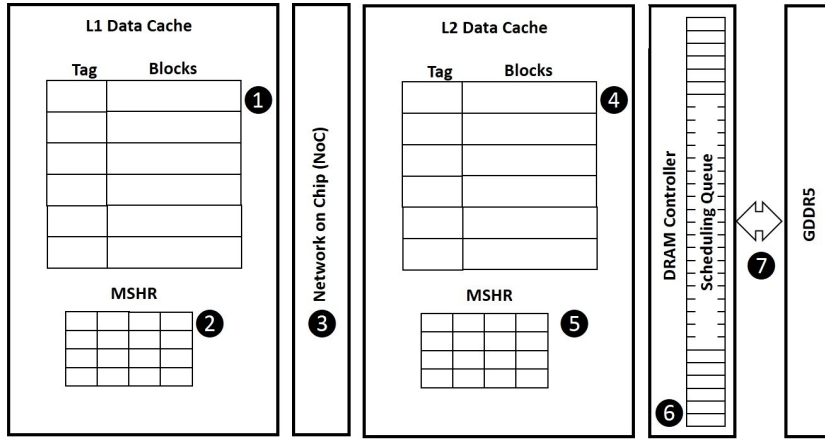 L1 Data Cache
Tag Blocks
1
MSHR
2
Network on Chip (NoC)
3
L2 Data Cache
Tag Blocks
4
MSHR
5
DRAM Controller
Scheduling Queue
6
7
GDDR5